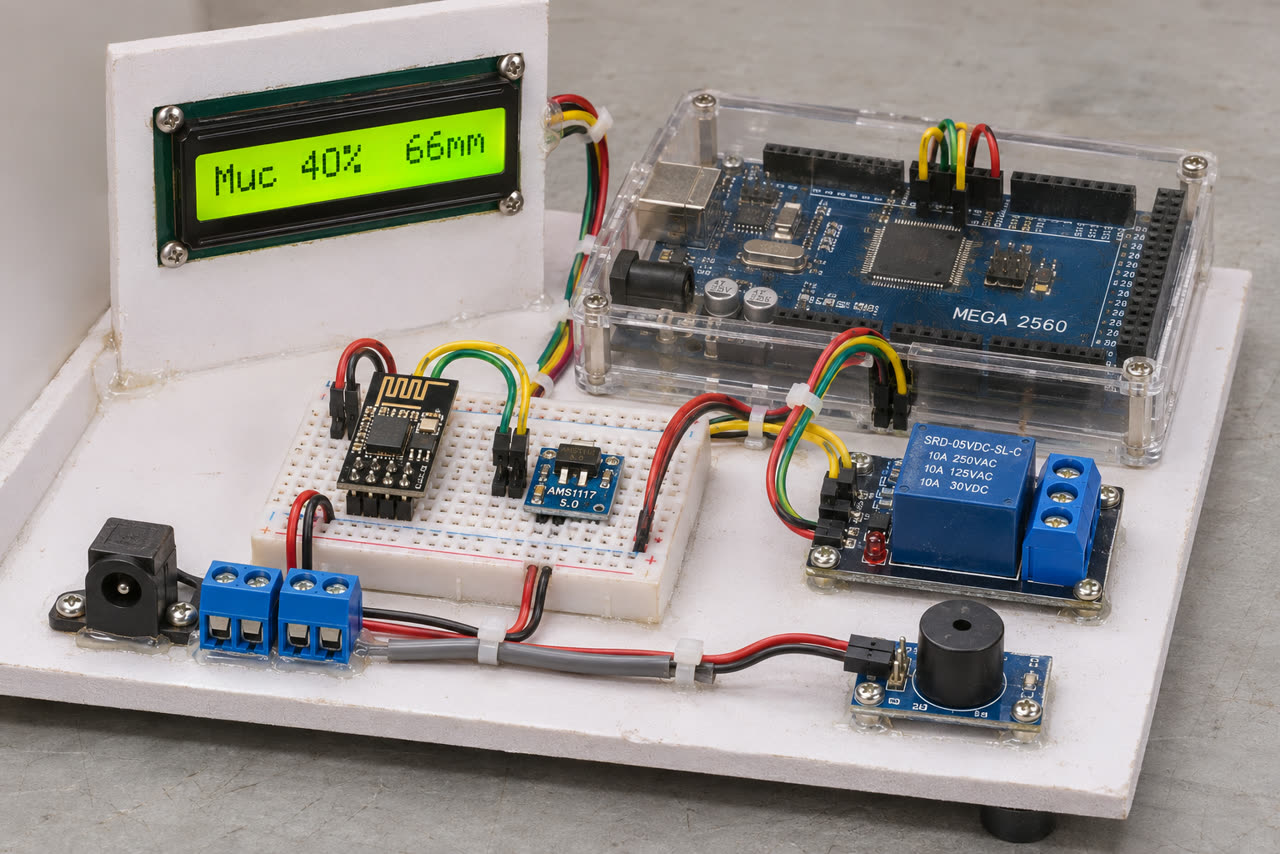 Muc 40% 66mm
MEGA 2560
SRD-05VDC-SL-C
10A 250VAC
10A 125VAC
10A 30VDC
AMS1117
5.0